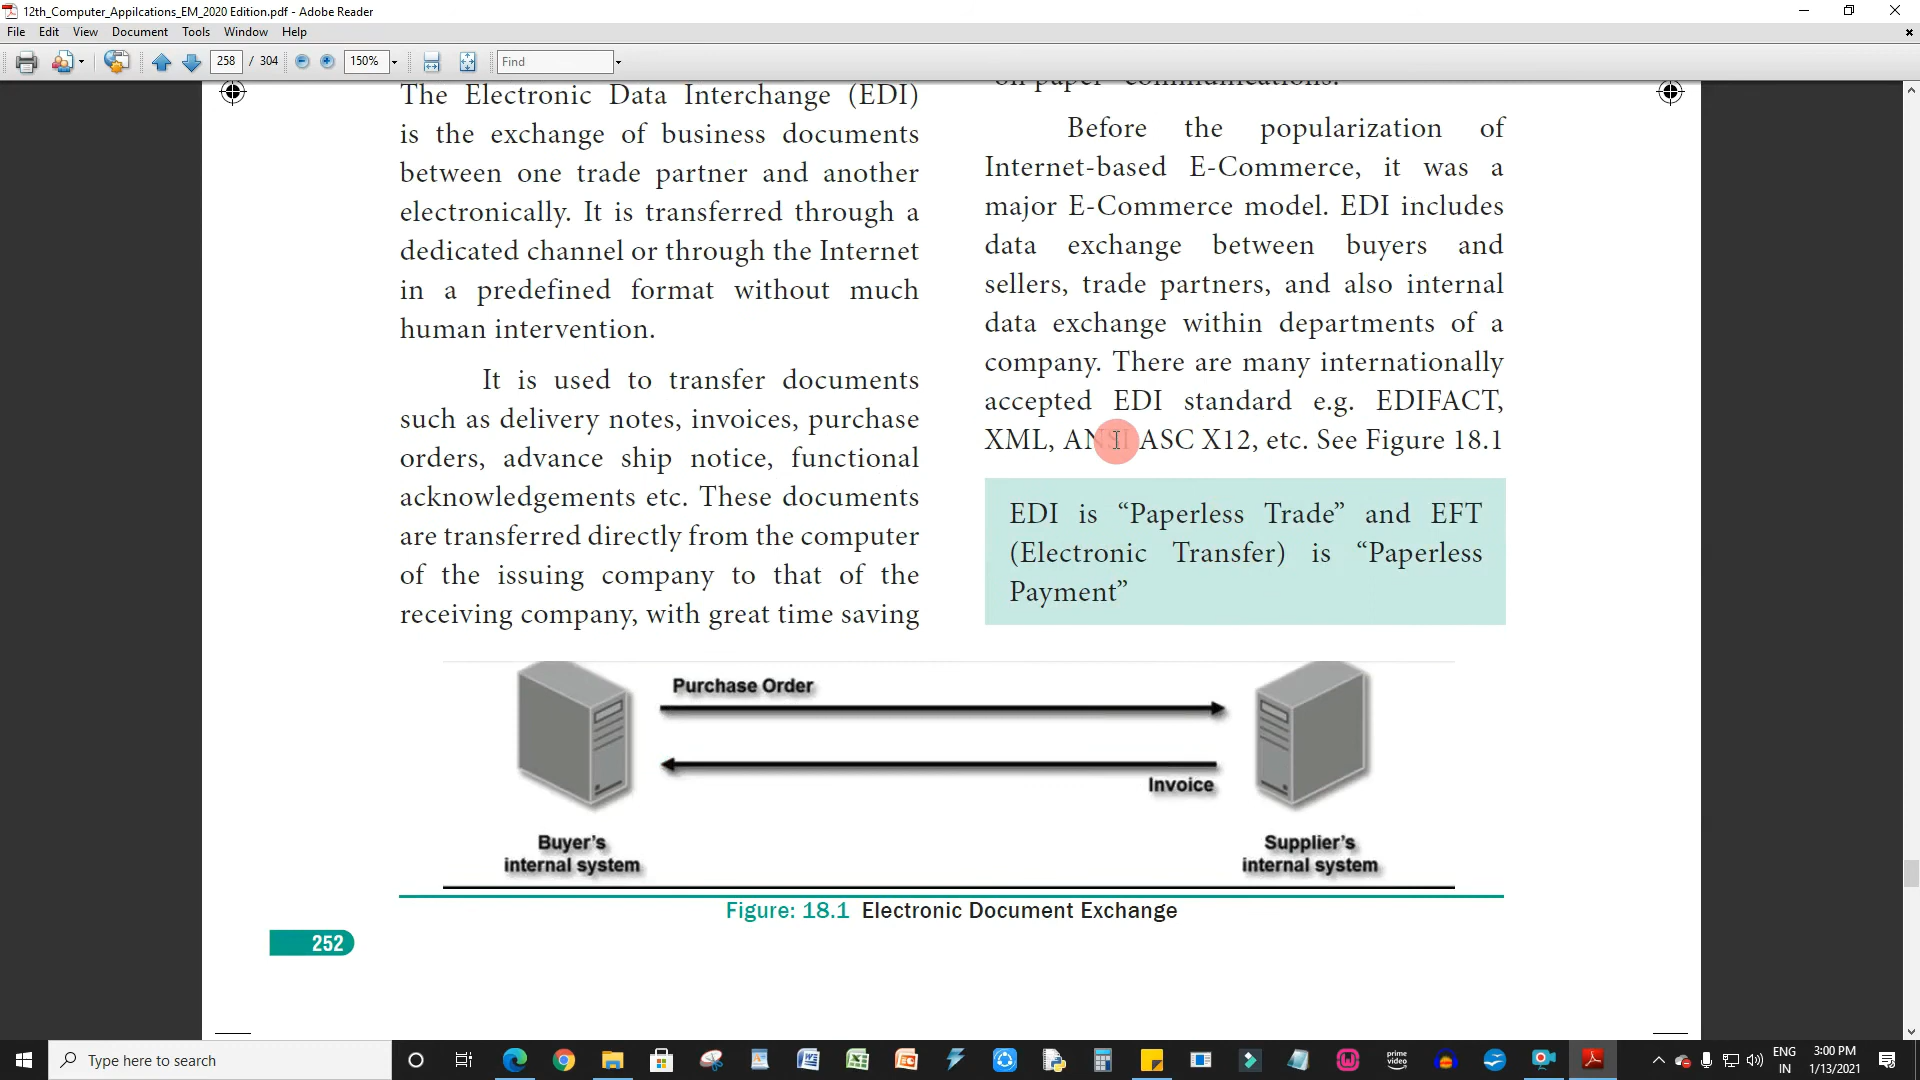 12th_Computer_Appilcations_EM_2020 Edition.pdf - Adobe Reader
File Edit View Document Tools Window Help
258 / 304 150% Find
The Electronic Data Interchange (EDI)
is the exchange of business documents
between one trade partner and another
electronically. It is transferred through a
dedicated channel or through the Internet
in a predefined format without much
human intervention.
It is used to transfer documents
such as delivery notes, invoices, purchase
orders, advance ship notice, functional
acknowledgements etc. These documents
are transferred directly from the computer
of the issuing company to that of the
receiving company, with great time saving
on paper communications.
Before the popularization of
Internet-based E-Commerce, it was a
major E-Commerce model. EDI includes
data exchange between buyers and
sellers, trade partners, and also internal
data exchange within departments of a
company. There are many internationally
accepted EDI standard e.g. EDIFACT,
XML, ANSI ASC X12, etc. See Figure 18.1
EDI is “Paperless Trade” and EFT
(Electronic Transfer) is “Paperless
Payment”
Purchase Order
Invoice
Buyer's
internal system
Supplier's
internal system
Figure: 18.1 Electronic Document Exchange
252
Type here to search
prime
video
ENG
IN
3:00 PM
1/13/2021